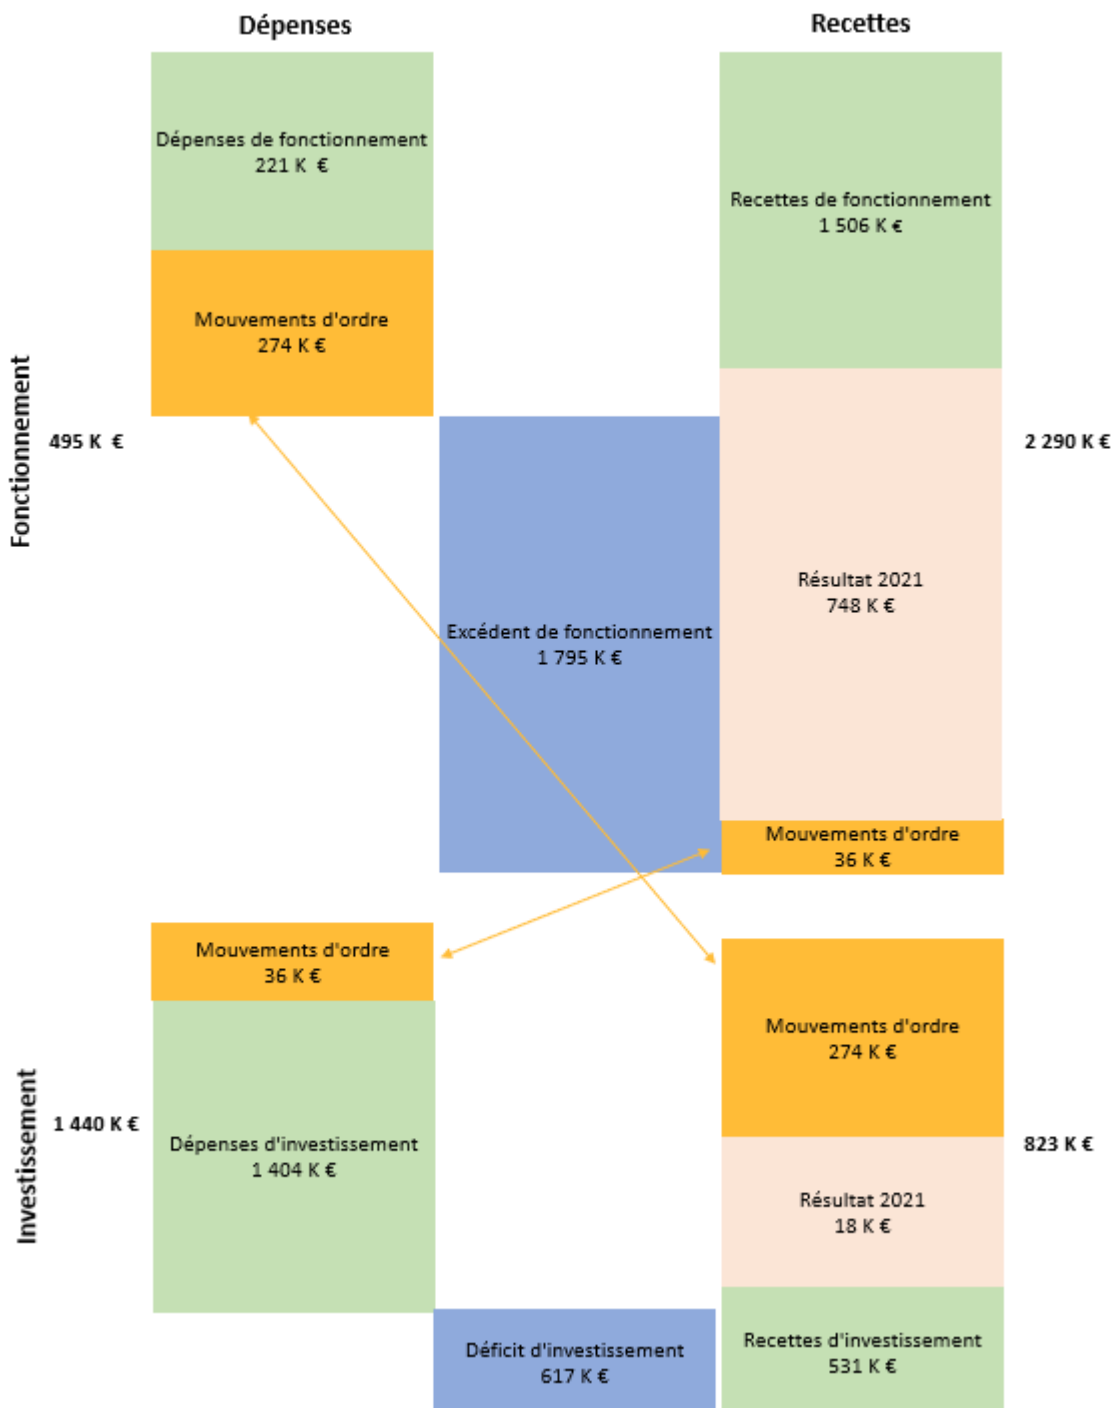 Dépenses
Recettes
Fonctionnement
Dépenses de fonctionnement
221 K €
Recettes de fonctionnement
1 506 K €
Mouvements d'ordre
274 K €
495 K €
2 290 K €
Résultat 2021
748 K €
Excédent de fonctionnement
1 795 K €
Mouvements d'ordre
36 K €
Investissement
Mouvements d'ordre
36 K €
Mouvements d'ordre
274 K €
1 440 K €
Dépenses d'investissement
1 404 K €
823 K €
Résultat 2021
18 K €
Déficit d'investissement
617 K €
Recettes d'investissement
531 K €